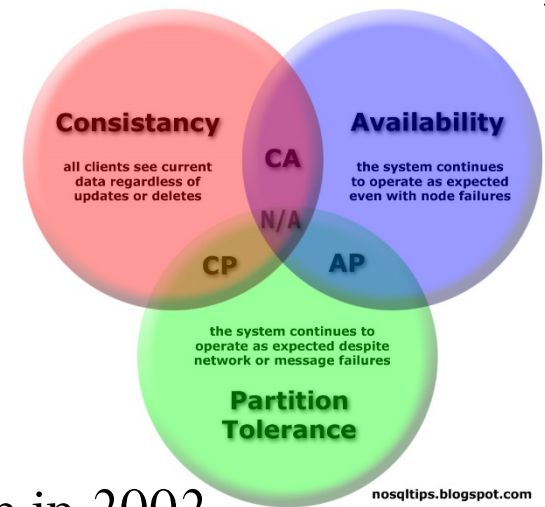 Consistancy
all clients see current
data regardless of
updates or deletes
Availability
the system continues
to operate as expected
even with node failures
CA
N/A
CP
AP
the system continues to
operate as expected despite
network or message failures
Partition
Tolerance
in 2002
nosqltips.blogspot.com